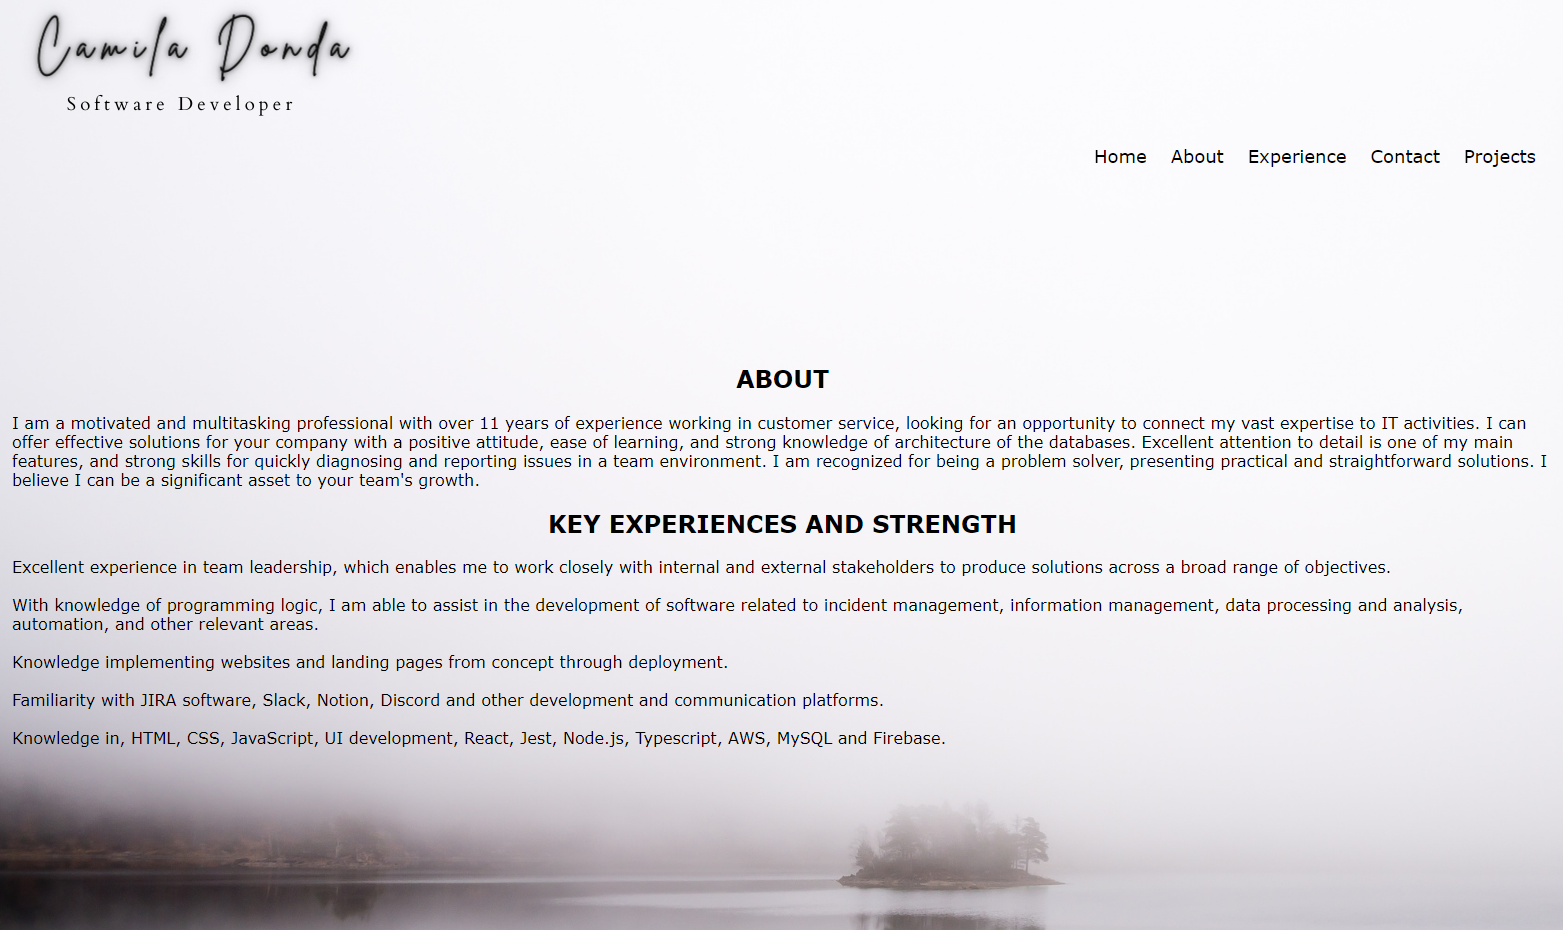 Camila Donda
Software Developer
Home About Experience Contact Projects
ABOUT
I am a motivated and multitasking professional with over 11 years of experience working in customer service, looking for an opportunity to connect my vast expertise to IT activities. I can
offer effective solutions for your company with a positive attitude, ease of learning, and strong knowledge of architecture of the databases. Excellent attention to detail is one of my main
features, and strong skills for quickly diagnosing and reporting issues in a team environment. I am recognized for being a problem solver, presenting practical and straightforward solutions. I
believe I can be a significant asset to your team's growth.
KEY EXPERIENCES AND STRENGTH
Excellent experience in team leadership, which enables me to work closely with internal and external stakeholders to produce solutions across a broad range of objectives.
With knowledge of programming logic, I am able to assist in the development of software related to incident management, information management, data processing and analysis,
automation, and other relevant areas.
Knowledge implementing websites and landing pages from concept through deployment.
Familiarity with JIRA software, Slack, Notion, Discord and other development and communication platforms.
Knowledge in, HTML, CSS, JavaScript, UI development, React, Jest, Node.js, Typescript, AWS, MySQL and Firebase.